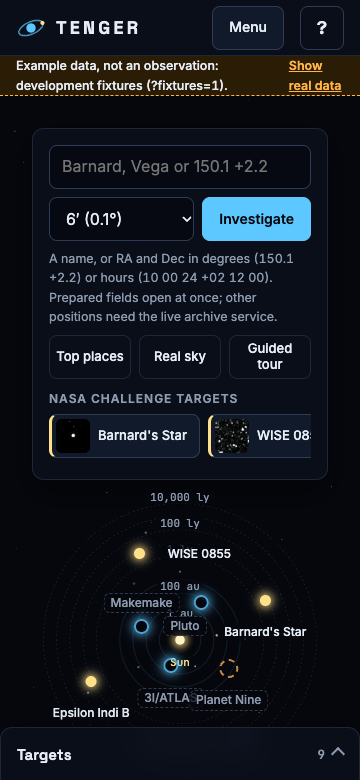 TENGER
Menu
?
Example data, not an observation:
development fixtures (?fixtures=1).
Show
real data
Barnard, Vega or 150.1 +2.2
6′ (0.1°)
Investigate
A name, or RA and Dec in degrees (150.1
+2.2) or hours (10 00 24 +02 12 00).
Prepared fields open at once; other
positions need the live archive service.
Top places
Real sky
Guided
tour
NASA CHALLENGE TARGETS
Barnard's Star
WISE 08
10,000 ly
100 ly
WISE 0855
100 au
Makemake
au
Pluto
Barnard's Star
Sun
3I/ATLA
Planet Nine
Epsilon Indi B
Targets
9